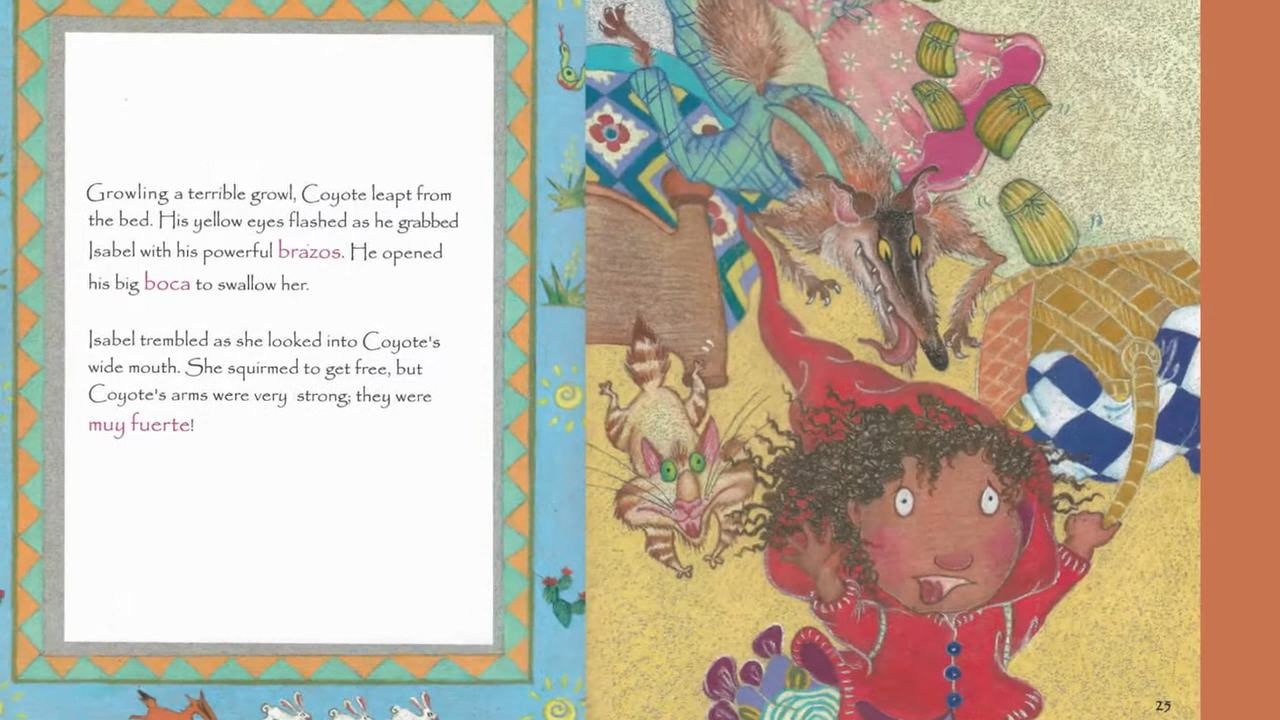 Growling a terrible growl, Coyote leapt from
the bed. His yellow eyes flashed as he grabbed
Isabel with his powerful brazos. He opened
his big boca to swallow her.
Isabel trembled as she looked into Coyote's
wide mouth. She squirmed to get free, but
Coyote's arms were very strong; they were
muy fuerte!
25